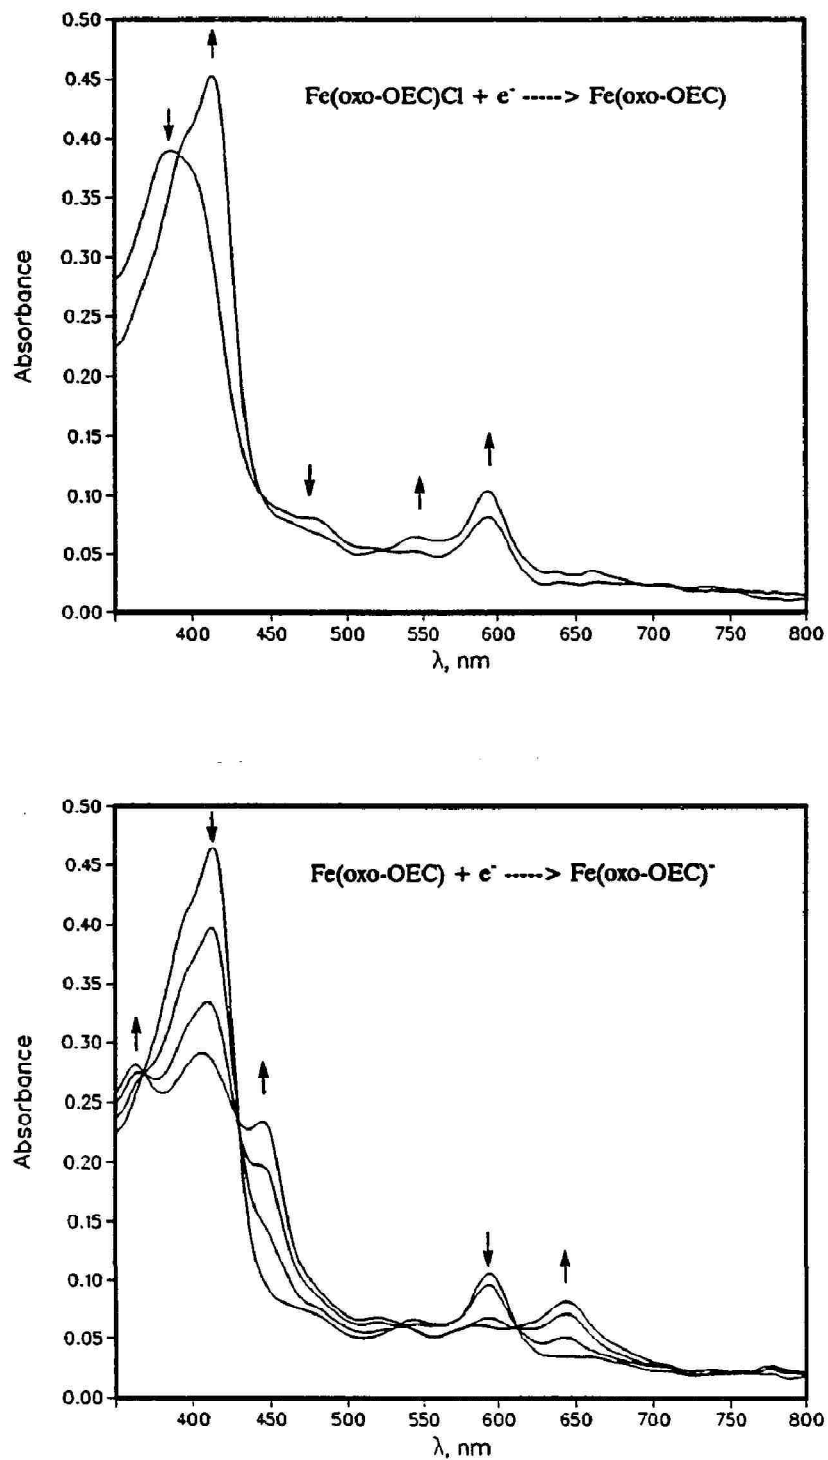 0.50
0.45
0.40
0.35
0.30
0.25
0.20
0.15
0.10
0.05
0.00
Absorbance
Fe(oxo-OEC)Cl + e⁻ -----> Fe(oxo-OEC)
400 450 500 550 600 650 700 750 800
λ, nm
0.50
0.45
0.40
0.35
0.30
0.25
0.20
0.15
0.10
0.05
0.00
Absorbance
Fe(oxo-OEC) + e⁻ -----> Fe(oxo-OEC)⁻
400 450 500 550 600 650 700 750 800
λ, nm